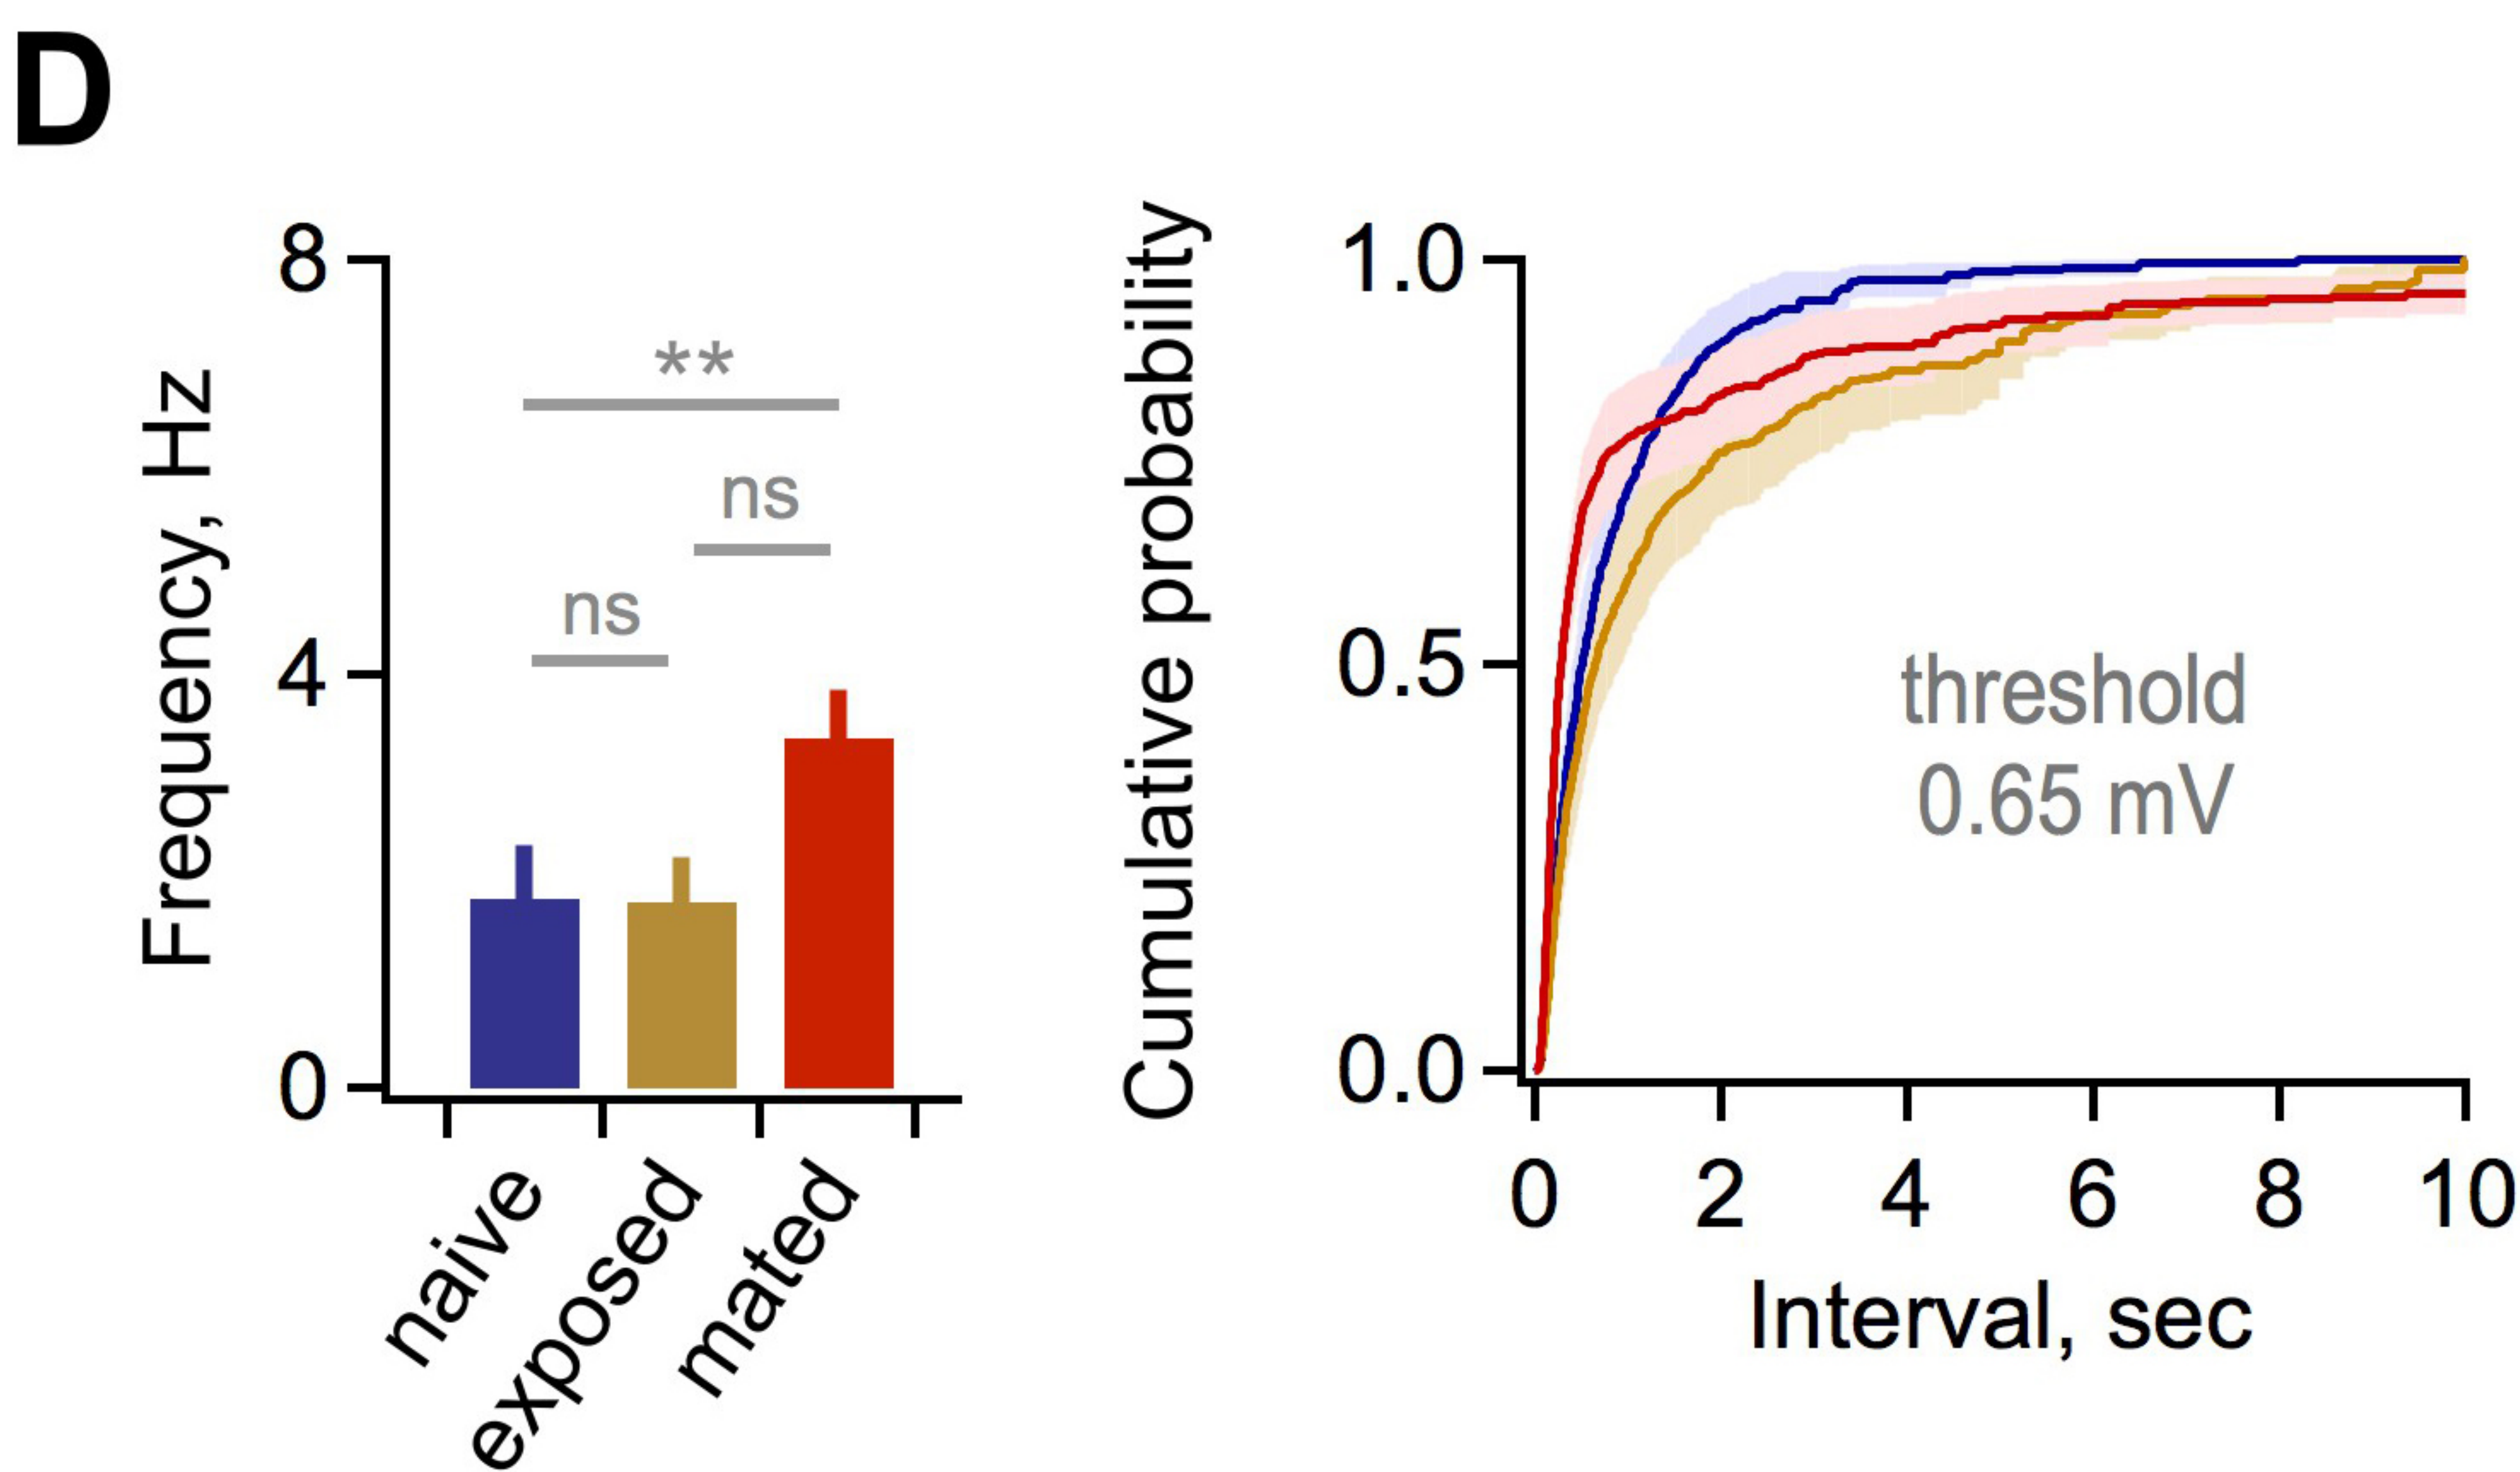 D
Frequency, Hz
8
4
0
**
ns
ns
naive
exposed
mated
Cumulative probability
1.0
0.5
0.0
threshold
0.65 mV
0 2 4 6 8 10
Interval, sec